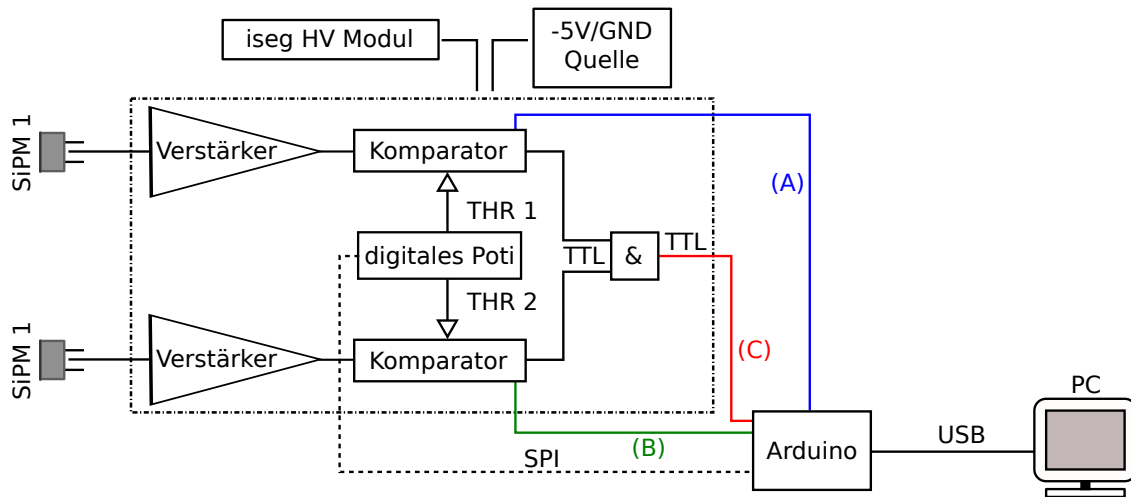 iseg HV Modul
-5V/GND
Quelle
SiPM 1
Verstärker
Komparator
(A)
THR 1
digitales Poti
TTL
&
TTL
THR 2
SiPM 1
Verstärker
Komparator
(C)
(B)
SPI
Arduino
USB
PC